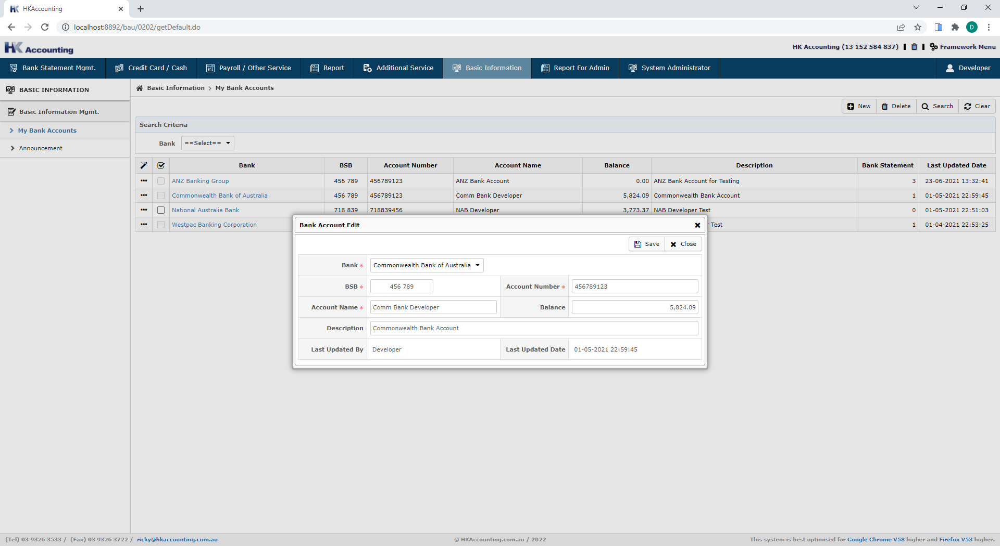 HKAccounting
localhost:8892/bau/0202/getDefault.do
D
HK Accounting
HK Accounting (13 152 584 837) | | Framework Menu
Bank Statement Mgmt. Credit Card / Cash Payroll / Other Service Report Additional Service Basic Information Report For Admin System Administrator Developer
BASIC INFORMATION
Basic Information Mgmt.
My Bank Accounts
Announcement
Basic Information > My Bank Accounts
New Delete Search Clear
Search Criteria
Bank ==Select==
Bank BSB Account Number Account Name Balance Description Bank Statement Last Updated Date
ANZ Banking Group 456 789 456789123 ANZ Bank Account 0.00 ANZ Bank Account for Testing 3 23-06-2021 13:32:41
Commonwealth Bank of Australia 456 789 456789123 Comm Bank Developer 5,824.09 Commonwealth Bank Account 1 01-05-2021 22:59:45
National Australia Bank 718 839 718839456 NAB Developer 3,773.37 NAB Developer Test 0 01-05-2021 22:51:03
Westpac Banking Corporation Test 1 01-04-2021 22:53:25
Bank Account Edit
Save Close
Bank * Commonwealth Bank of Australia
BSB * 456 789 Account Number * 456789123
Account Name * Comm Bank Developer Balance 5,824.09
Description Commonwealth Bank Account
Last Updated By Developer Last Updated Date 01-05-2021 22:59:45
(Tel) 03 9326 3533 / (Fax) 03 9326 3722 / ricky@hkaccounting.com.au
© HKAccounting.com.au / 2022
This system is best optimised for Google Chrome V58 higher and Firefox V53 higher.